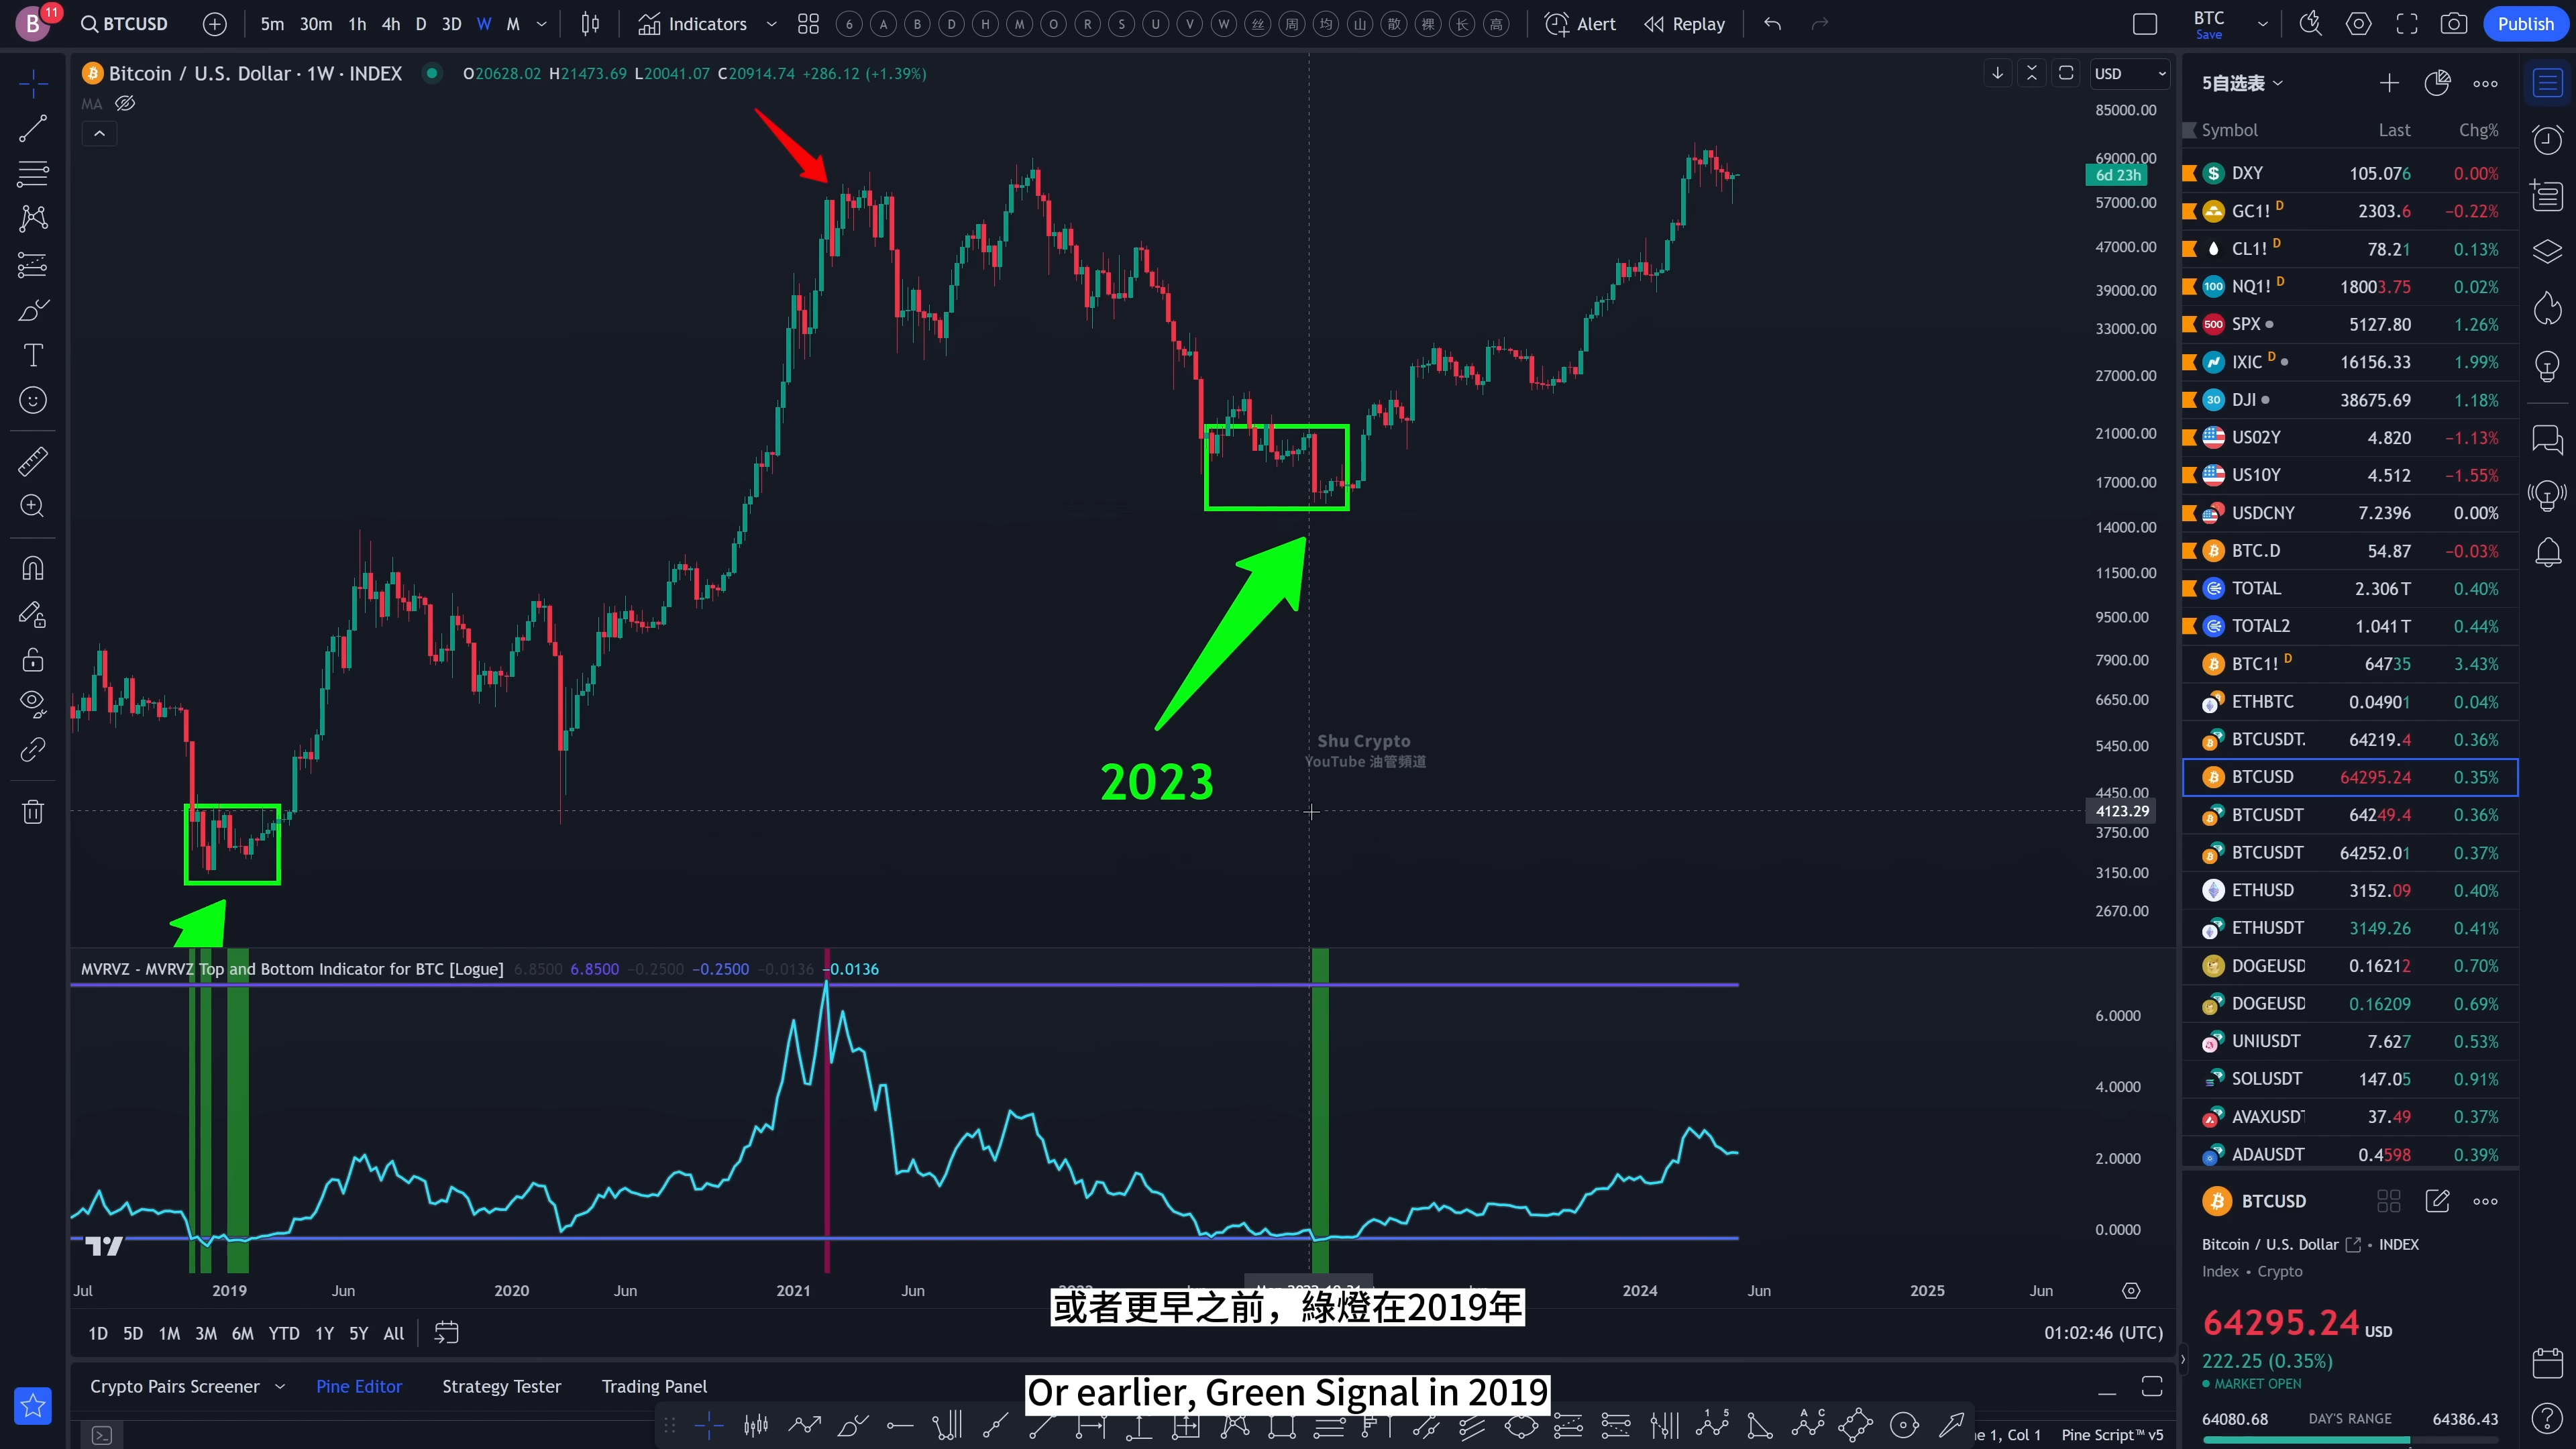 B 11 BTCUSD 5m 30m 1h 4h D 3D W M Indicators 6 A B D H M O R S U V W 丝 周 均 山 散 裸 长 高 Alert Replay BTC Save Publish
Bitcoin / U.S. Dollar · 1W · INDEX O20628.02 H21473.69 L20041.07 C20914.74 +286.12 (+1.39%)
MA
USD
85000.00
69000.00
6d 23h
57000.00
47000.00
39000.00
33000.00
27000.00
21000.00
17000.00
14000.00
11500.00
9500.00
7900.00
6650.00
5450.00
4450.00
4123.29
3750.00
3150.00
2670.00
2023
Shu Crypto
YouTube 油管頻道
MVRVZ - MVRVZ Top and Bottom Indicator for BTC [Logue] 6.8500 6.8500 −0.2500 −0.2500 −0.0136 −0.0136
6.0000
4.0000
2.0000
0.0000
Jul 2019 Jun 2020 Jun 2021 Jun 2024 Jun 2025 Jun
或者更早之前，綠燈在2019年
1D 5D 1M 3M 6M YTD 1Y 5Y All 01:02:46 (UTC)
Crypto Pairs Screener Pine Editor Strategy Tester Trading Panel
Or earlier, Green Signal in 2019
e 1, Col 1 Pine Script™ v5
5自选表
Symbol Last Chg%
DXY 105.076 0.00%
GC1! D 2303.6 −0.22%
CL1! D 78.21 0.13%
NQ1! D 18003.75 0.02%
SPX 5127.80 1.26%
IXIC D 16156.33 1.99%
DJI 38675.69 1.18%
US02Y 4.820 −1.13%
US10Y 4.512 −1.55%
USDCNY 7.2396 0.00%
BTC.D 54.87 −0.03%
TOTAL 2.306T 0.40%
TOTAL2 1.041T 0.44%
BTC1! D 64735 3.43%
ETHBTC 0.04901 0.04%
BTCUSDT. 64219.4 0.36%
BTCUSD 64295.24 0.35%
BTCUSDT 64249.4 0.36%
BTCUSDT 64252.01 0.37%
ETHUSD 3152.09 0.40%
ETHUSDT 3149.26 0.41%
DOGEUSD 0.16212 0.70%
DOGEUSD 0.16209 0.69%
UNIUSDT 7.627 0.53%
SOLUSDT 147.05 0.91%
AVAXUSDT 37.49 0.37%
ADAUSDT 0.4598 0.39%
BTCUSD
Bitcoin / U.S. Dollar • INDEX
Index • Crypto
64295.24 USD
222.25 (0.35%)
MARKET OPEN
64080.68 DAY'S RANGE 64386.43